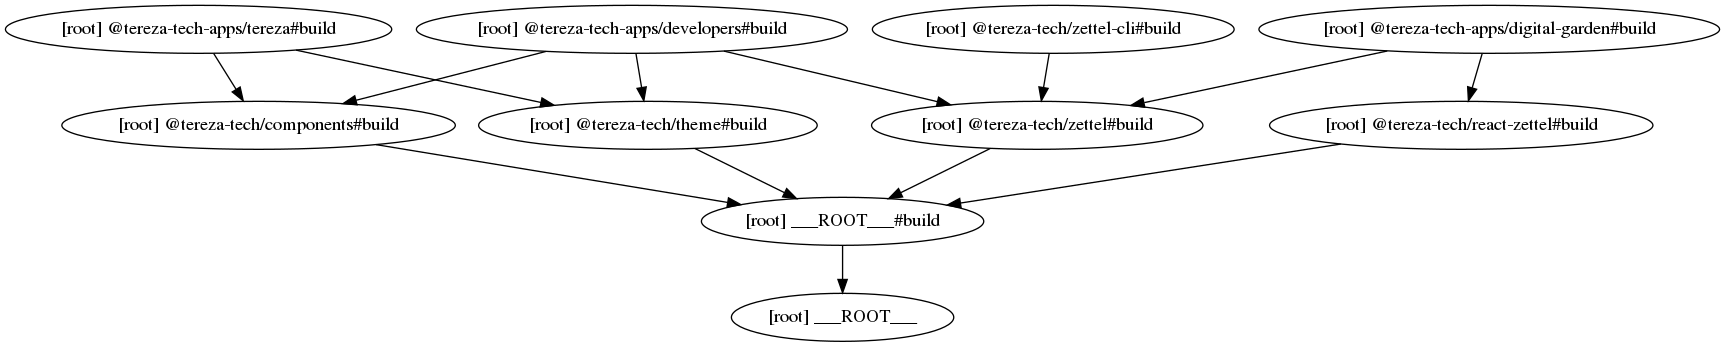 [root] @tereza-tech-apps/tereza#build
[root] @tereza-tech-apps/developers#build
[root] @tereza-tech/zettel-cli#build
[root] @tereza-tech-apps/digital-garden#build
[root] @tereza-tech/components#build
[root] @tereza-tech/theme#build
[root] @tereza-tech/zettel#build
[root] @tereza-tech/react-zettel#build
[root] ___ROOT___#build
[root] ___ROOT___